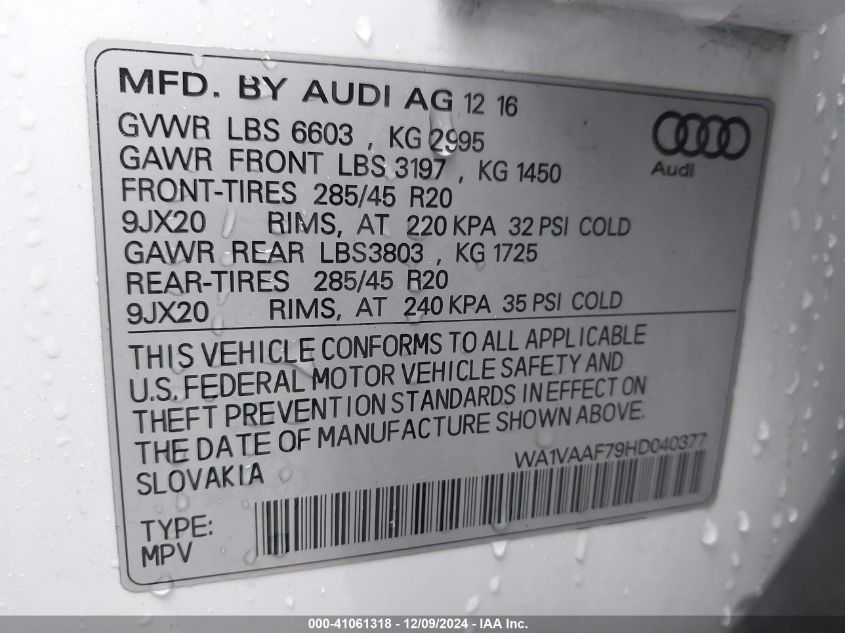 MFD. BY AUDI AG 12 16
GVWR LBS 6603 , KG 2995
GAWR FRONT LBS 3197 , KG 1450
FRONT-TIRES 285/45 R20
9JX20 RIMS, AT 220 KPA 32 PSI COLD
GAWR REAR LBS3803 , KG 1725
REAR-TIRES 285/45 R20
9JX20 RIMS, AT 240 KPA 35 PSI COLD
Audi
THIS VEHICLE CONFORMS TO ALL APPLICABLE
U.S. FEDERAL MOTOR VEHICLE SAFETY AND
THEFT PREVENTION STANDARDS IN EFFECT ON
THE DATE OF MANUFACTURE SHOWN ABOVE.
SLOVAKIA
WA1VAAF79HD040377
TYPE:
MPV
000-41061318 - 12/09/2024 - IAA Inc.